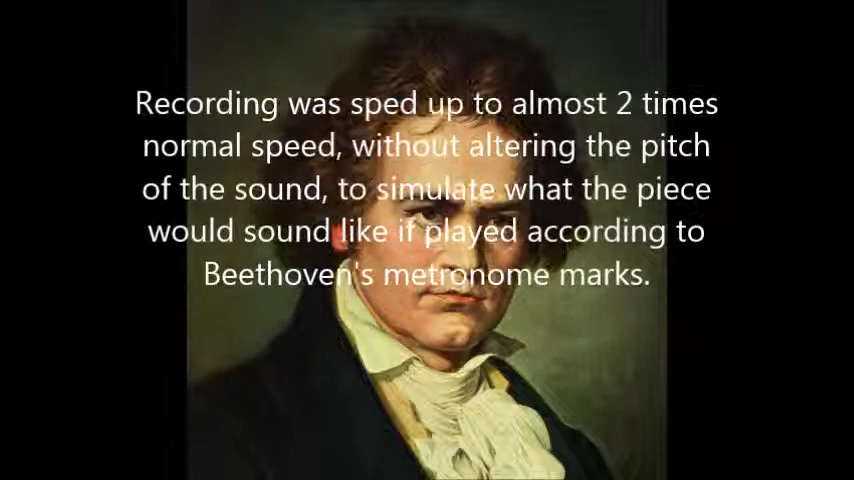 Recording was sped up to almost 2 times
normal speed, without altering the pitch
of the sound, to simulate what the piece
would sound like if played according to
Beethoven's metronome marks.